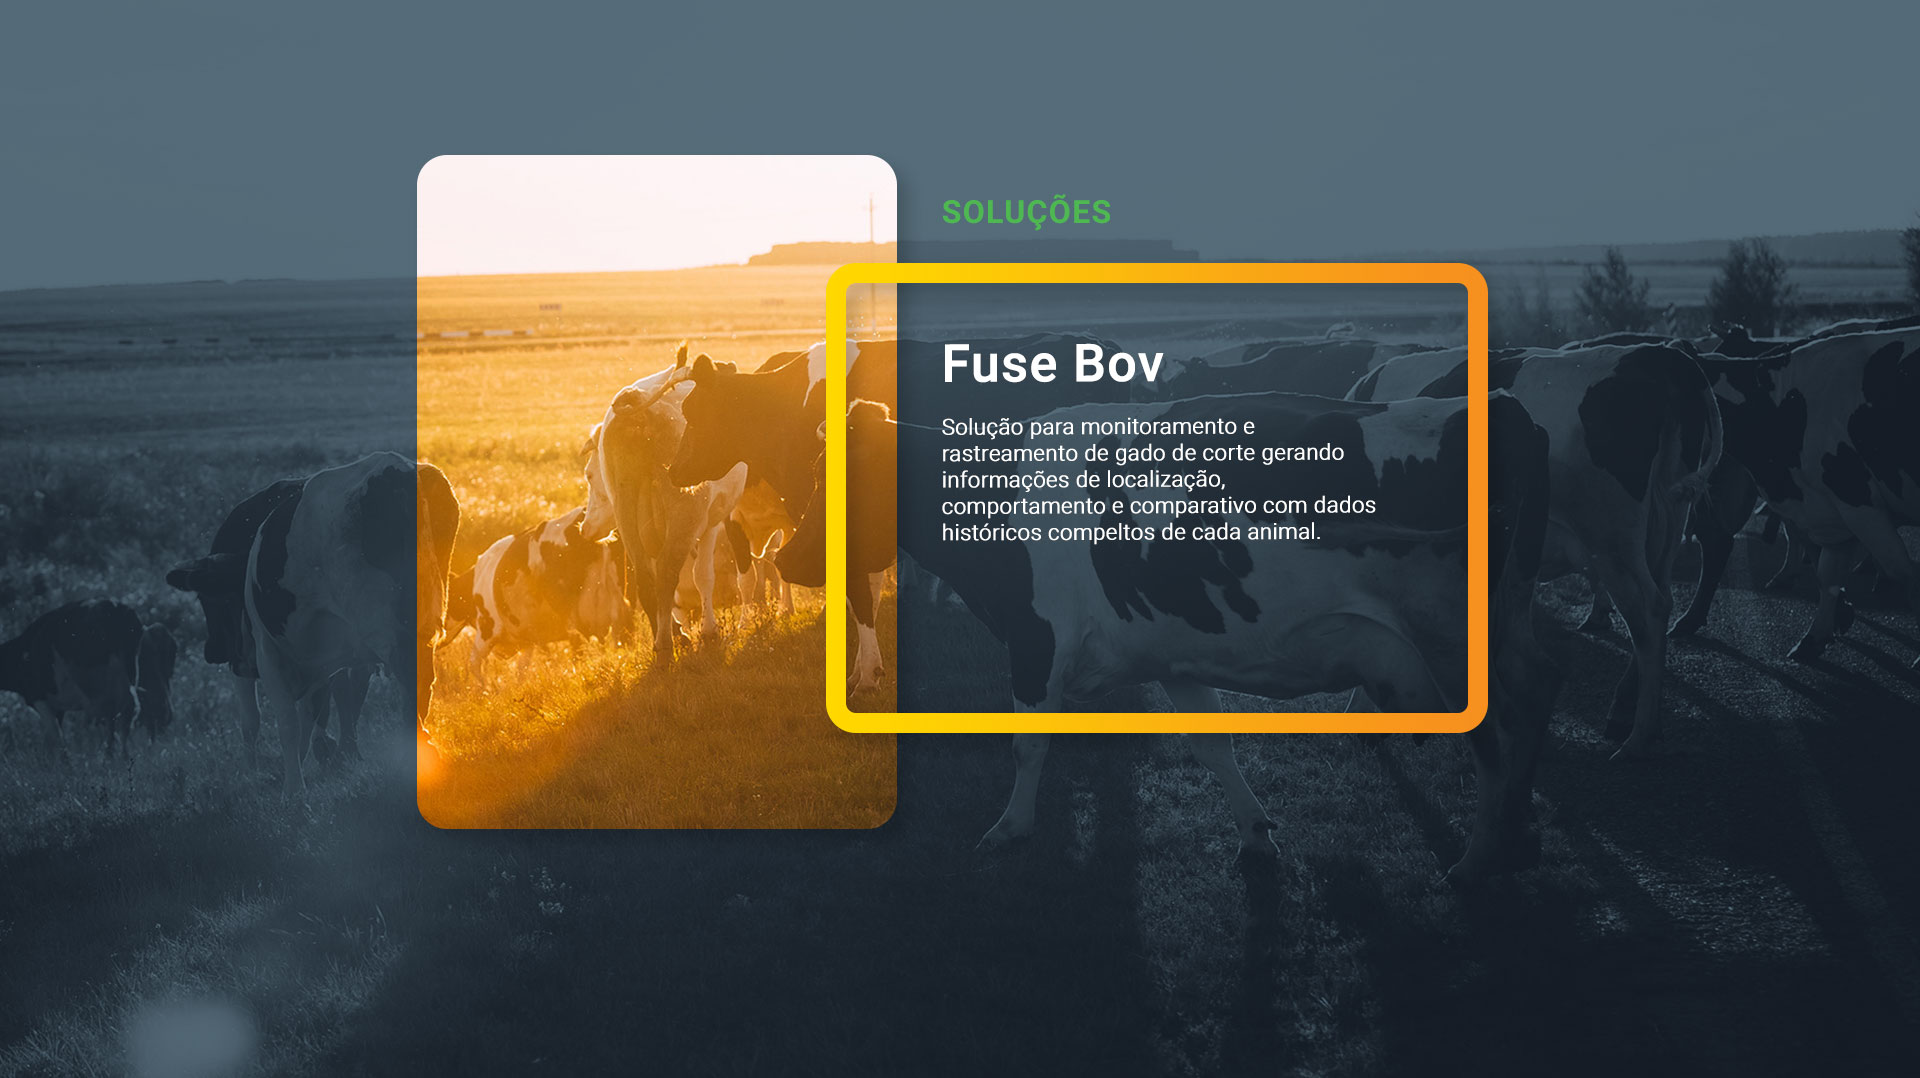 SOLUÇÕES
Fuse Bov
Solução para monitoramento e
rastreamento de gado de corte gerando
informações de localização,
comportamento e comparativo com dados
históricos compeltos de cada animal.